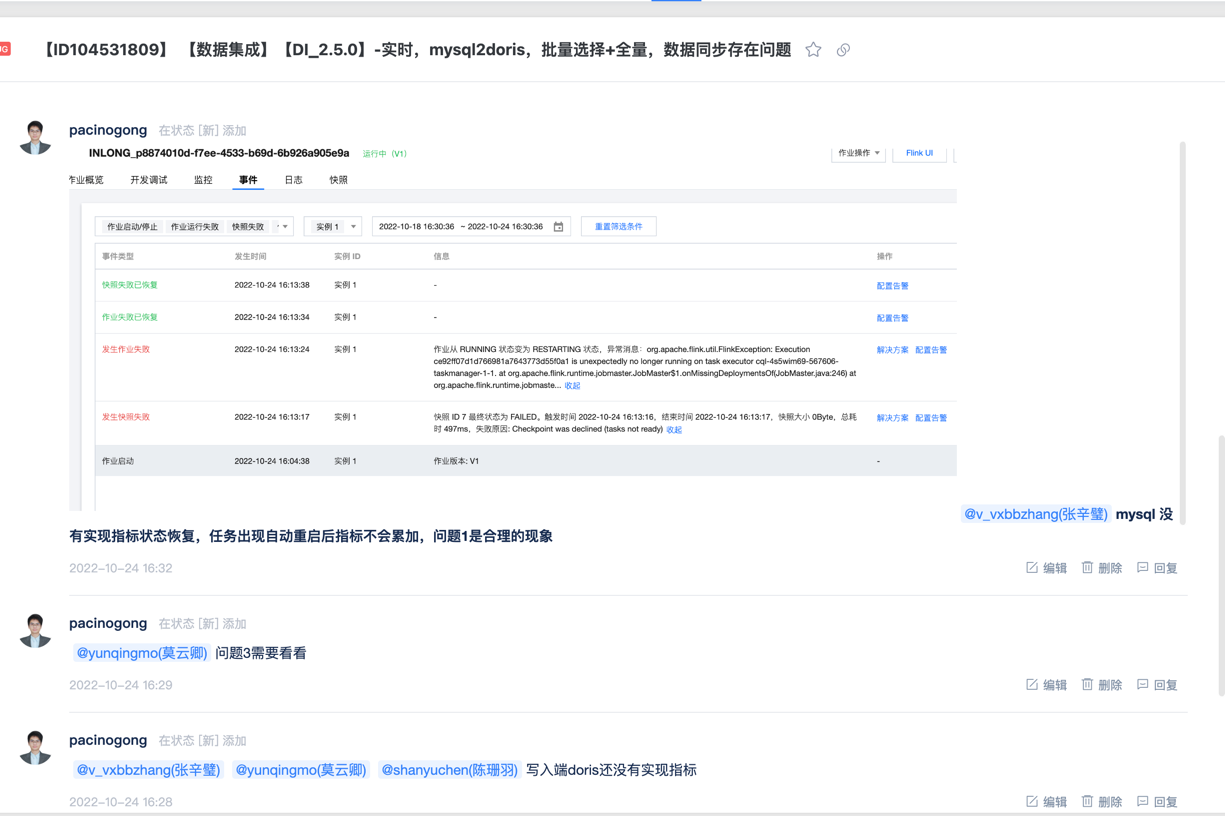 【ID104531809】 【数据集成】 【DI_2.5.0】-实时，mysql2doris，批量选择+全量，数据同步存在问题
pacinogong 在状态 [新] 添加
INLONG_p8874010d-f7ee-4533-b69d-6b926a905e9a 运行中（V1） 作业操作 Flink UI
作业概览 开发调试 监控 事件 日志 快照
作业启动/停止 作业运行失败 快照失败 实例 1 2022-10-18 16:30:36 ~ 2022-10-24 16:30:36 重置筛选条件
事件类型 发生时间 实例 ID 信息 操作
快照失败已恢复 2022-10-24 16:13:38 实例 1 - 配置告警
作业失败已恢复 2022-10-24 16:13:34 实例 1 - 配置告警
发生作业失败 2022-10-24 16:13:24 实例 1 作业从 RUNNING 状态变为 RESTARTING 状态，异常消息：org.apache.flink.util.FlinkException: Execution 解决方案 配置告警
ce92ff07d1d766981a7643773d55f0a1 is unexpectedly no longer running on task executor cql-4s5wim69-567606-
taskmanager-1-1. at org.apache.flink.runtime.jobmaster.JobMaster$1.onMissingDeploymentsOf(JobMaster.java:246) at
org.apache.flink.runtime.jobmaste... 收起
发生快照失败 2022-10-24 16:13:17 实例 1 快照 ID 7 最终状态为 FAILED。触发时间 2022-10-24 16:13:16，结束时间 2022-10-24 16:13:17，快照大小 0Byte，总耗 解决方案 配置告警
时 497ms，失败原因: Checkpoint was declined (tasks not ready) 收起
作业启动 2022-10-24 16:04:38 实例 1 作业版本: V1 -
@v_vxbbzhang(张辛璧) mysql 没
有实现指标状态恢复，任务出现自动重启后指标不会累加，问题1是合理的现象
2022-10-24 16:32 编辑 删除 回复
pacinogong 在状态 [新] 添加
@yunqingmo(莫云卿) 问题3需要看看
2022-10-24 16:29 编辑 删除 回复
pacinogong 在状态 [新] 添加
@v_vxbbzhang(张辛璧) @yunqingmo(莫云卿) @shanyuchen(陈珊羽) 写入端doris还没有实现指标
2022-10-24 16:28 编辑 删除 回复